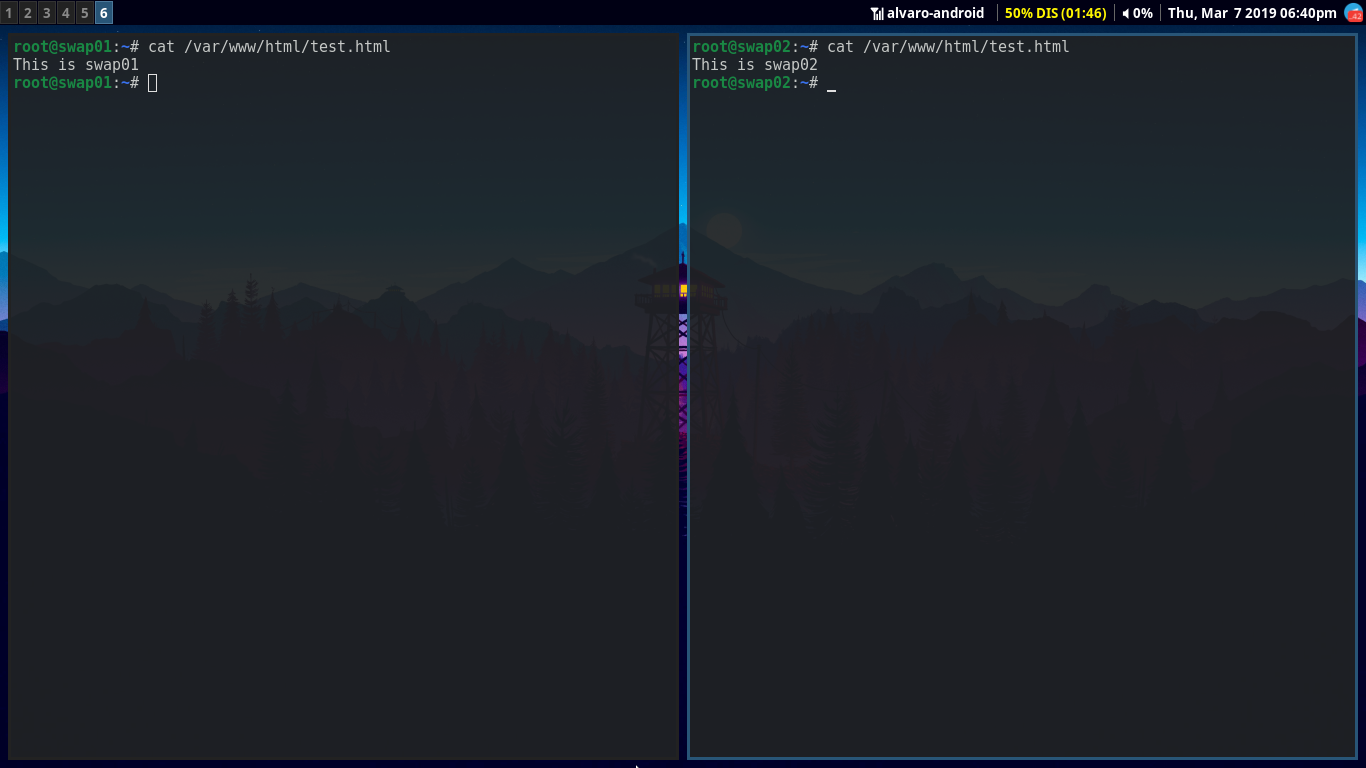 1 2 3 4 5 6
alvaro-android 50% DIS (01:46) 0% Thu, Mar 7 2019 06:40pm
root@swap01:~# cat /var/www/html/test.html
This is swap01
root@swap01:~#
root@swap02:~# cat /var/www/html/test.html
This is swap02
root@swap02:~# _